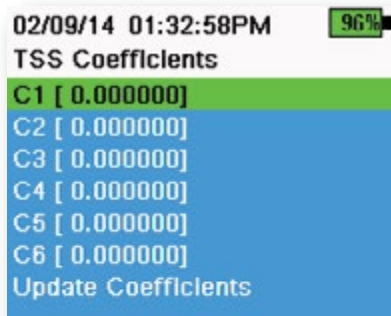 02/09/14 01:32:58PM 96%
TSS Coefficients
C1 [ 0.000000]
C2 [ 0.000000]
C3 [ 0.000000]
C4 [ 0.000000]
C5 [ 0.000000]
C6 [ 0.000000]
Update Coefficients